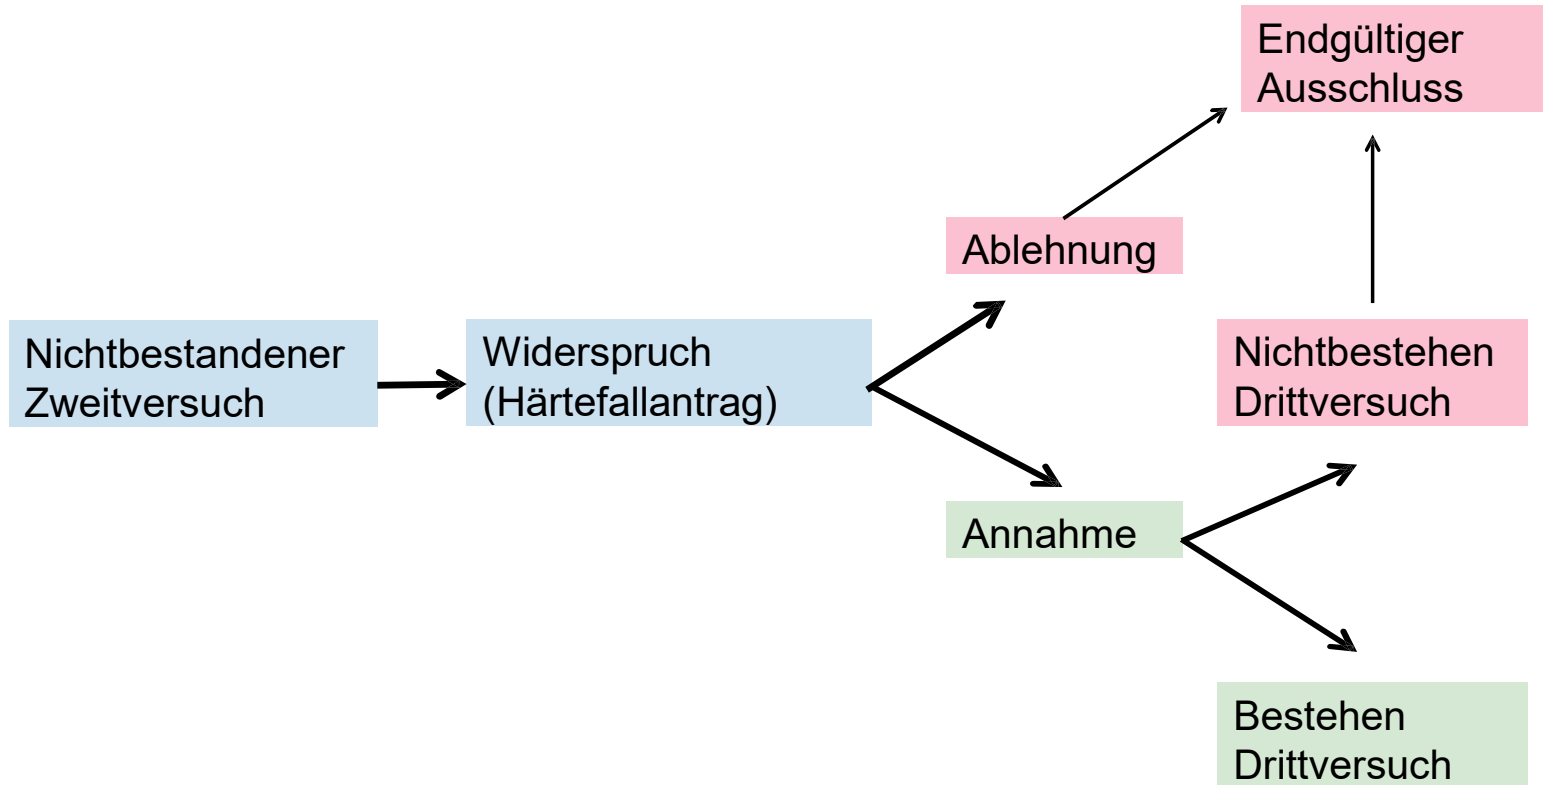 Endgültiger
Ausschluss
Ablehnung
Nichtbestandener
Zweitversuch
Widerspruch
(Härtefallantrag)
Nichtbestehen
Drittversuch
Annahme
Bestehen
Drittversuch